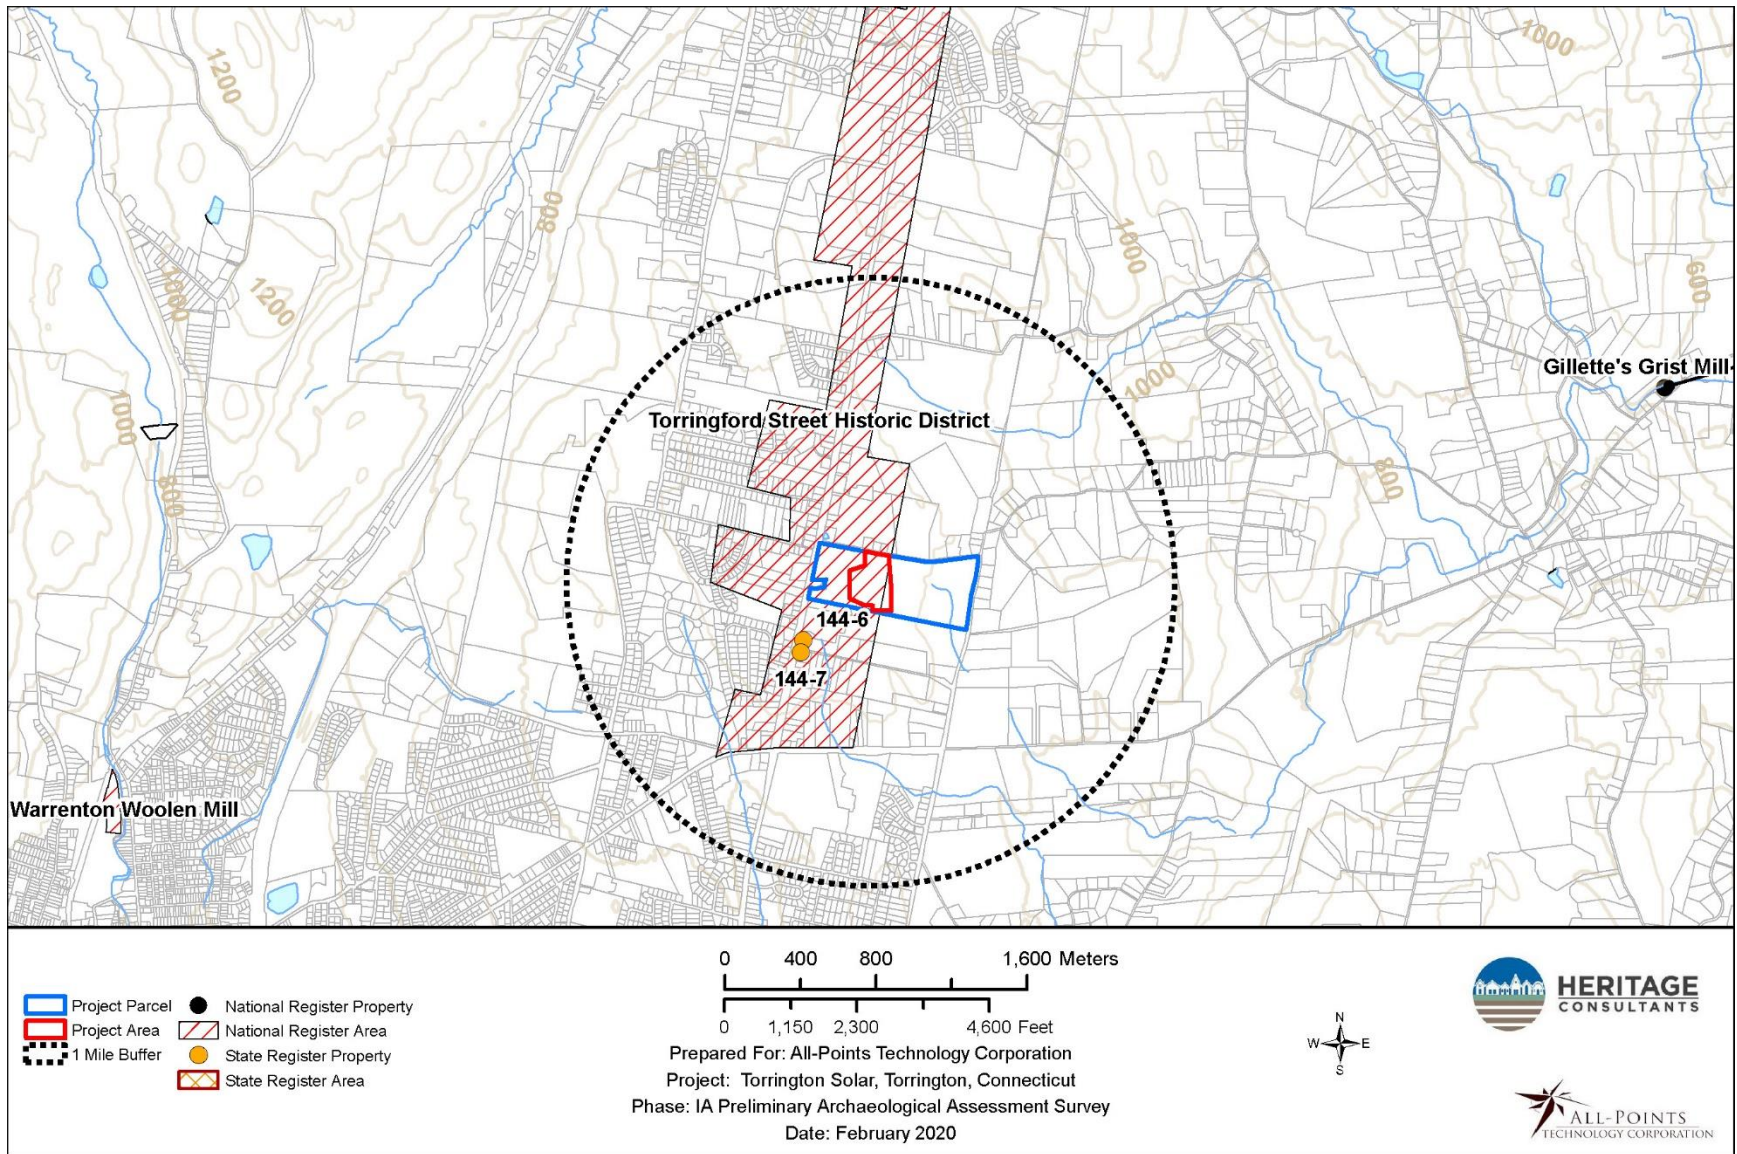 1200
1000
800
1000
1200
1000
1000
800
600
Gillette's Grist Mill
1000
Torringford Street Historic District
800
144-6
144-7
Warrenton Woolen Mill
0 400 800 1,600 Meters
0 1,150 2,300 4,600 Feet
Project Parcel
Project Area
1 Mile Buffer
National Register Property
National Register Area
State Register Property
State Register Area
Prepared For: All-Points Technology Corporation
Project: Torrington Solar, Torrington, Connecticut
Phase: IA Preliminary Archaeological Assessment Survey
Date: February 2020
N
W E
S
HERITAGE
CONSULTANTS
ALL-POINTS
TECHNOLOGY CORPORATION